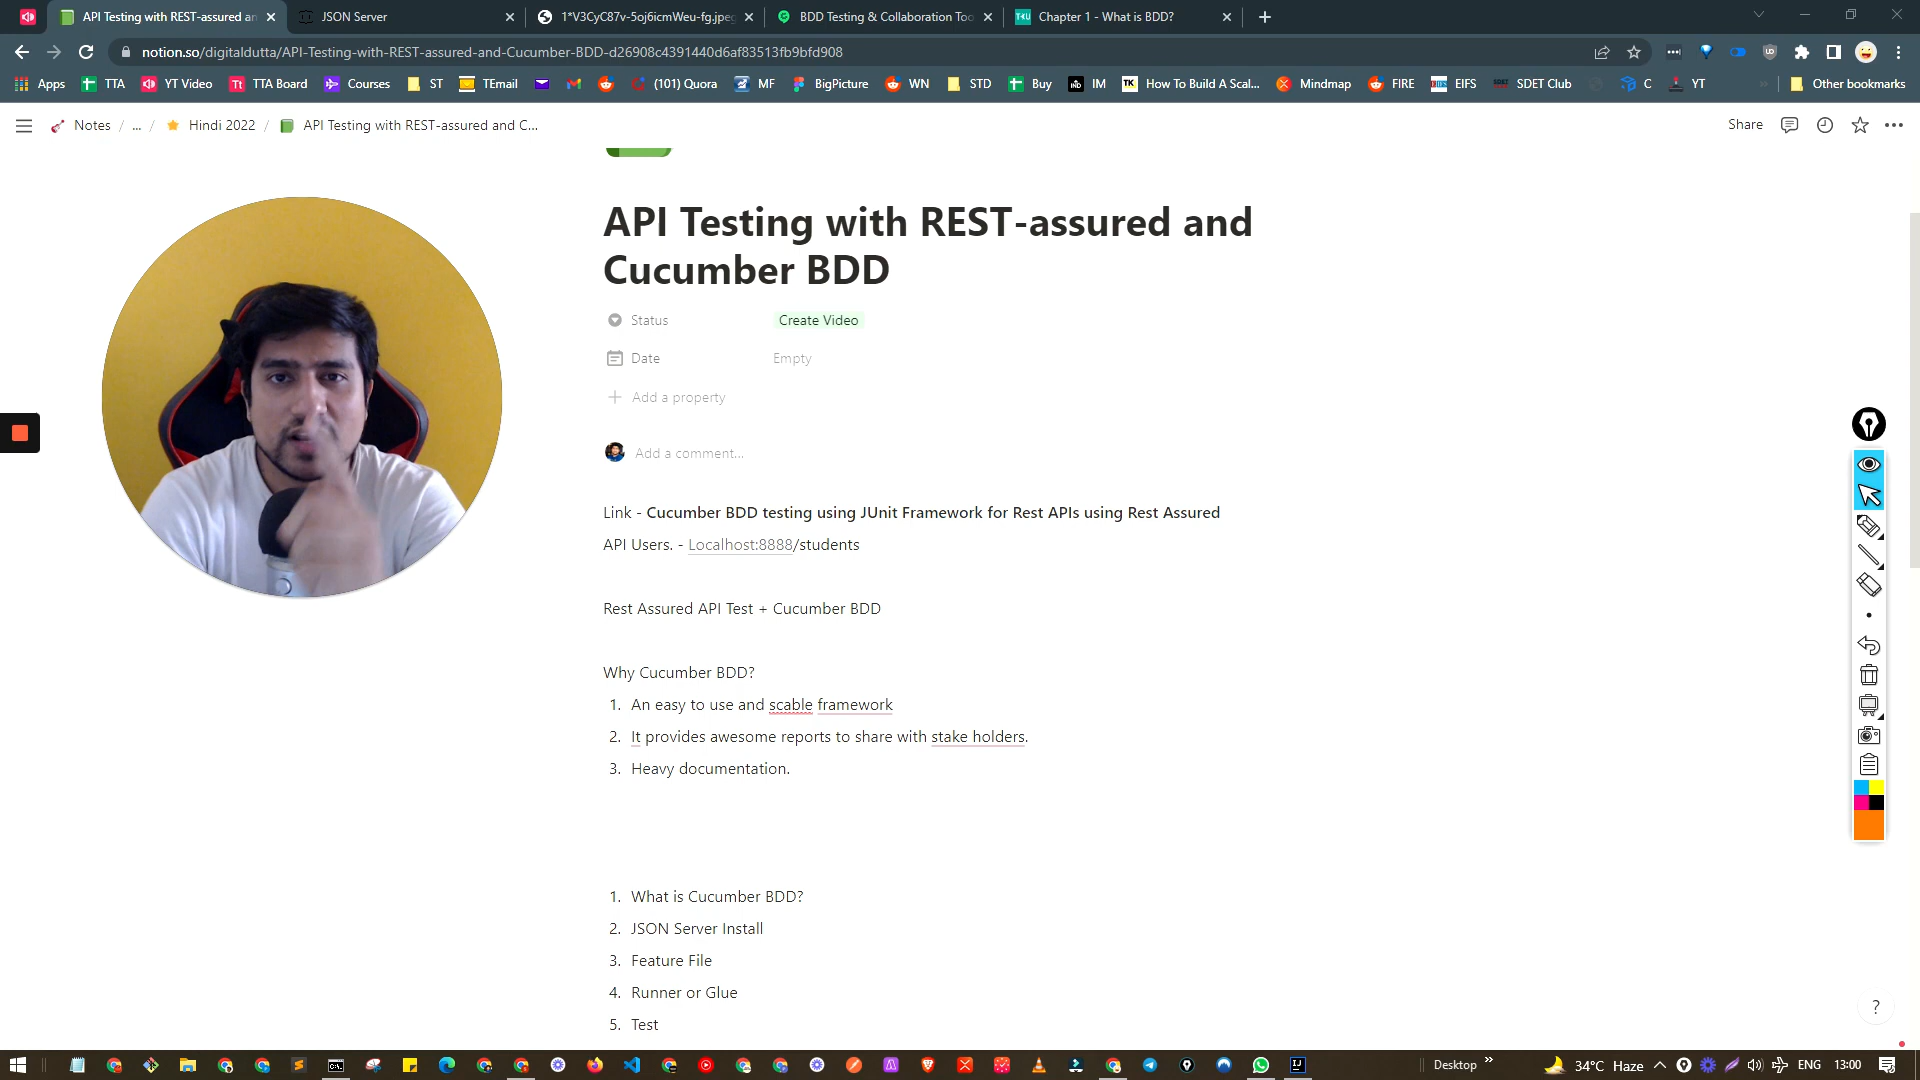 API Testing with REST-assured an
JSON Server
1*V3CyC87v-5oj6icmWeu-fg.jpeg
BDD Testing & Collaboration Too
Chapter 1 - What is BDD?
notion.so/digitaldutta/API-Testing-with-REST-assured-and-Cucumber-BDD-d26908c4391440d6af83513fb9bfd908
Apps
TTA
YT Video
TTA Board
Courses
ST
TEmail
(101) Quora
MF
BigPicture
WN
STD
Buy
IM
How To Build A Scal...
Mindmap
FIRE
EIFS
SDET Club
C
YT
Other bookmarks
Notes / ... / Hindi 2022 / API Testing with REST-assured and C...
Share
API Testing with REST-assured and
Cucumber BDD
Status
Create Video
Date
Empty
Add a property
Add a comment...
Link - Cucumber BDD testing using JUnit Framework for Rest APIs using Rest Assured
API Users. - Localhost:8888/students
Rest Assured API Test + Cucumber BDD
Why Cucumber BDD?
1. An easy to use and scable framework
2. It provides awesome reports to share with stake holders.
3. Heavy documentation.
1. What is Cucumber BDD?
2. JSON Server Install
3. Feature File
4. Runner or Glue
5. Test
?
Desktop
34°C Haze
ENG
13:00